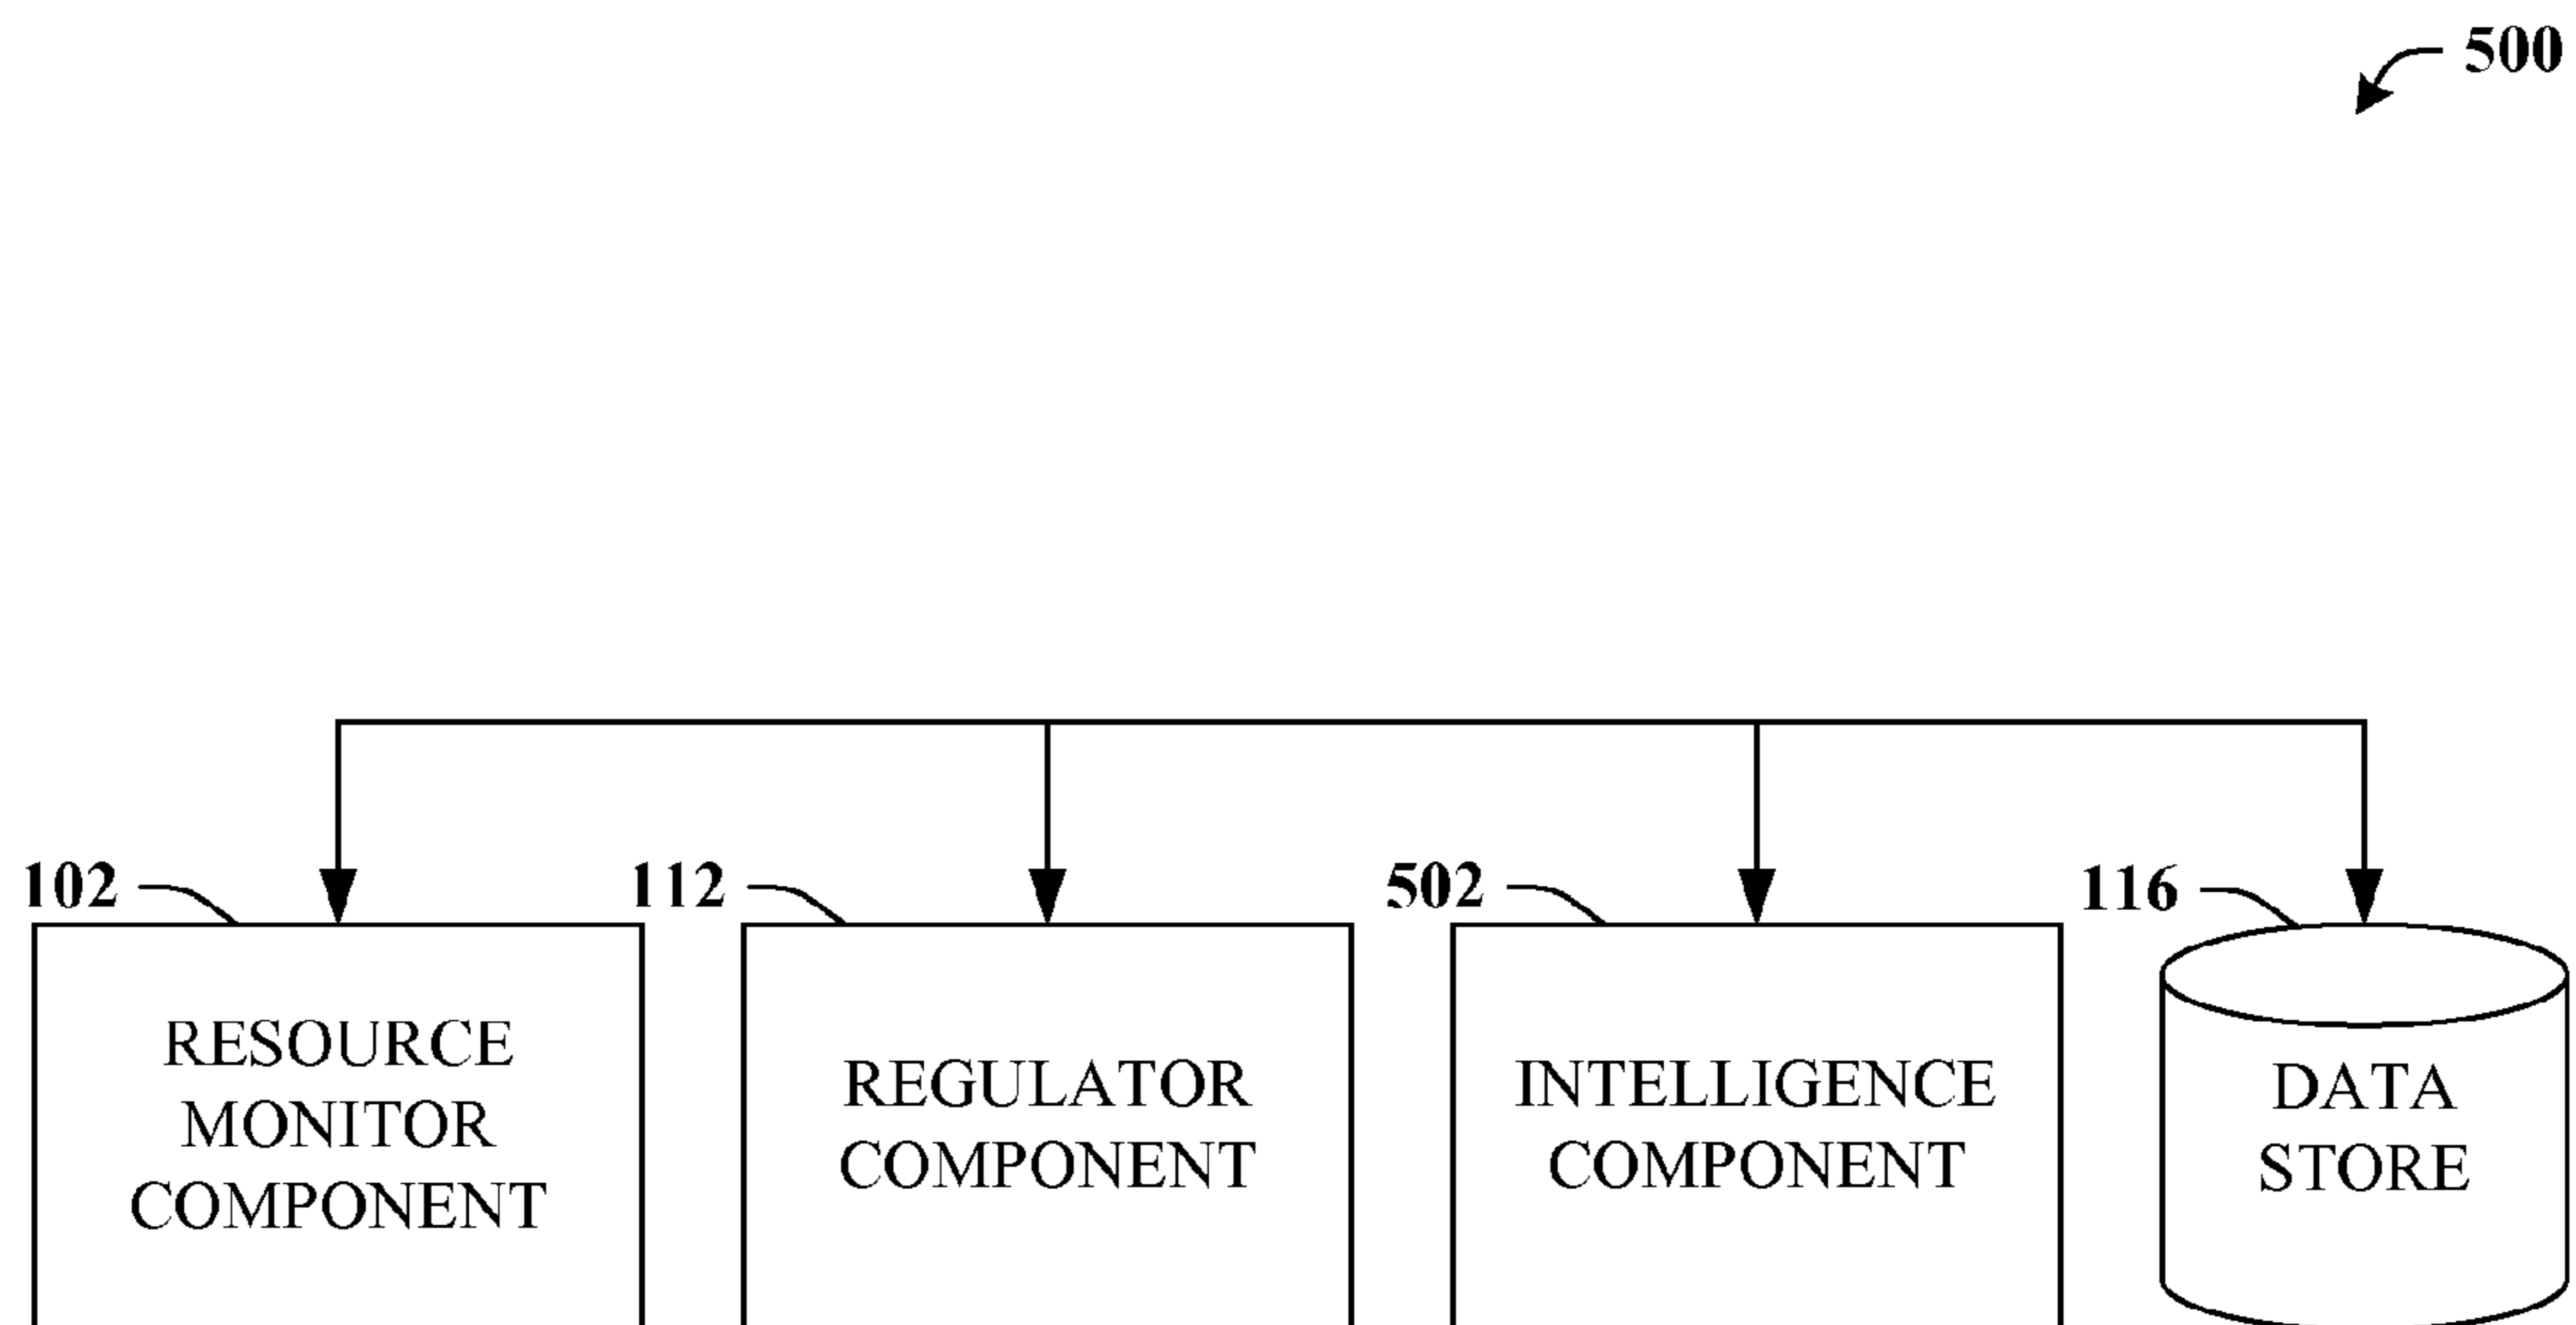 500
102
112
502
116
RESOURCE
MONITOR
COMPONENT
REGULATOR
COMPONENT
INTELLIGENCE
COMPONENT
DATA
STORE